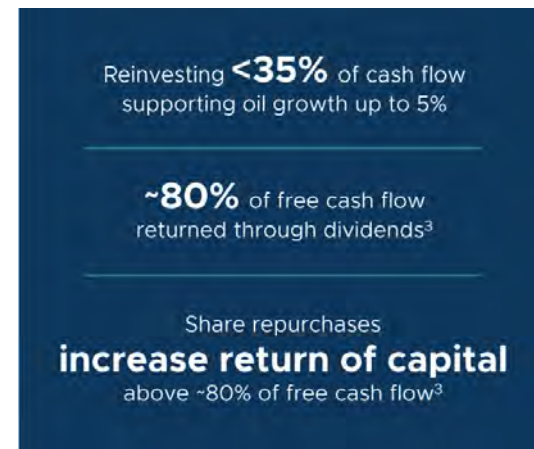 Reinvesting <35% of cash flow
supporting oil growth up to 5%
~80% of free cash flow
returned through dividends³
Share repurchases
increase return of capital
above ~80% of free cash flow³